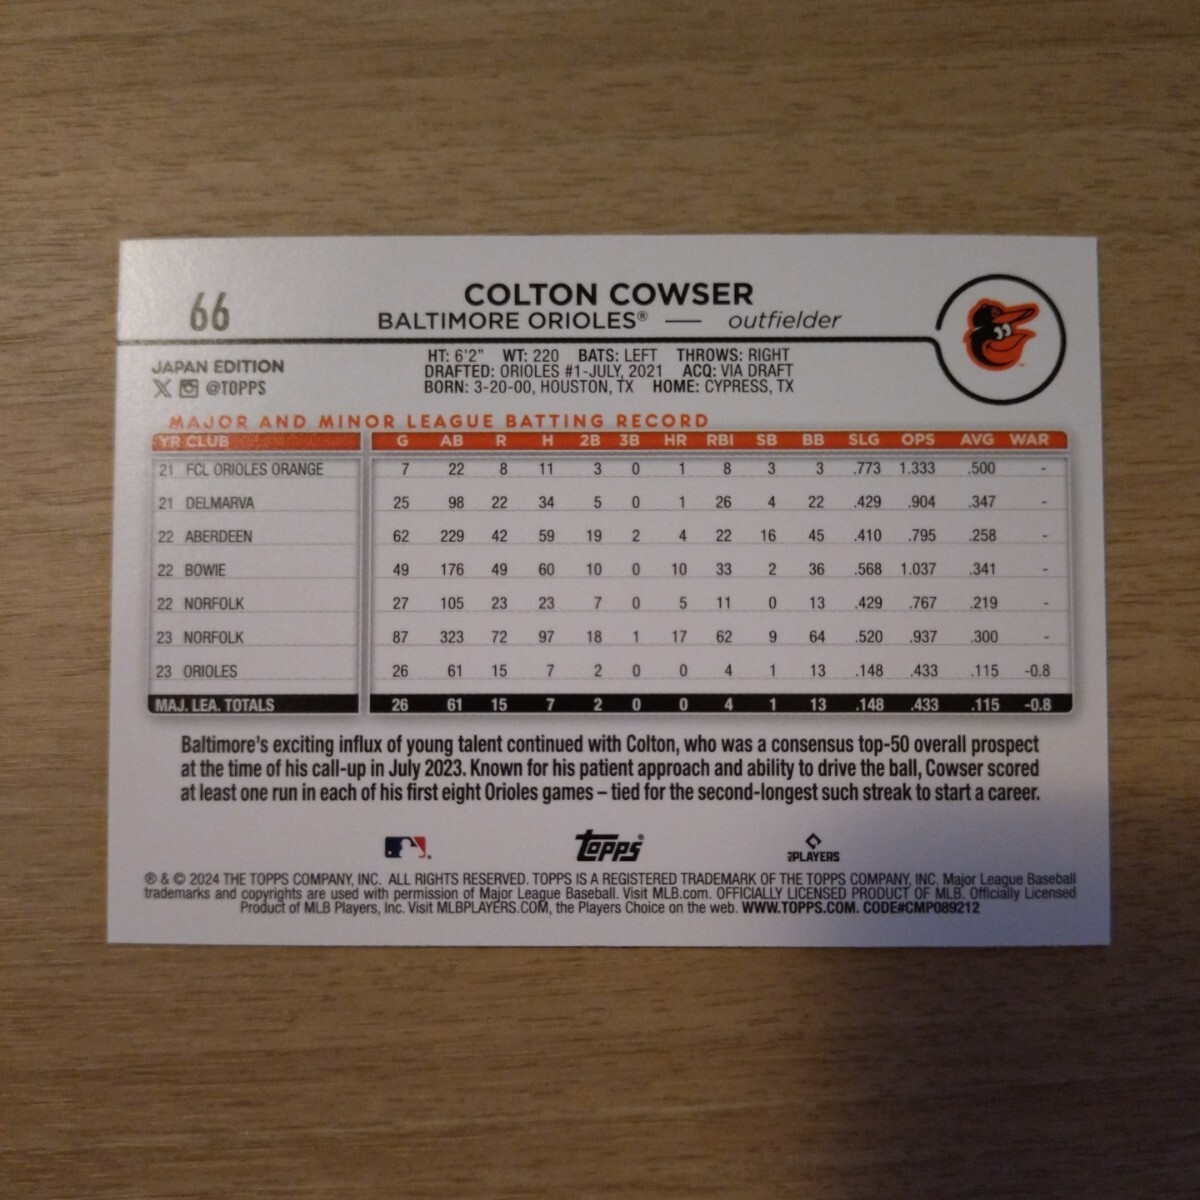 66
COLTON COWSER
BALTIMORE ORIOLES® — outfielder
JAPAN EDITION
@TOPPS
HT: 6'2" WT: 220 BATS: LEFT THROWS: RIGHT
DRAFTED: ORIOLES #1-JULY, 2021 ACQ: VIA DRAFT
BORN: 3-20-00, HOUSTON, TX HOME: CYPRESS, TX
MAJOR AND MINOR LEAGUE BATTING RECORD
YR CLUB G AB R H 2B 3B HR RBI SB BB SLG OPS AVG WAR
21 FCL ORIOLES ORANGE 7 22 8 11 3 0 1 8 3 3 .773 1.333 .500 -
21 DELMARVA 25 98 22 34 5 0 1 26 4 22 .429 .904 .347 -
22 ABERDEEN 62 229 42 59 19 2 4 22 16 45 .410 .795 .258 -
22 BOWIE 49 176 49 60 10 0 10 33 2 36 .568 1.037 .341 -
22 NORFOLK 27 105 23 23 7 0 5 11 0 13 .429 .767 .219 -
23 NORFOLK 87 323 72 97 18 1 17 62 9 64 .520 .937 .300 -
23 ORIOLES 26 61 15 7 2 0 0 4 1 13 .148 .433 .115 -0.8
MAJ. LEA. TOTALS 26 61 15 7 2 0 0 4 1 13 .148 .433 .115 -0.8
Baltimore's exciting influx of young talent continued with Colton, who was a consensus top-50 overall prospect
at the time of his call-up in July 2023. Known for his patient approach and ability to drive the ball, Cowser scored
at least one run in each of his first eight Orioles games – tied for the second-longest such streak to start a career.
Topps®
PLAYERS
® & © 2024 THE TOPPS COMPANY, INC. ALL RIGHTS RESERVED. TOPPS IS A REGISTERED TRADEMARK OF THE TOPPS COMPANY, INC. Major League Baseball
trademarks and copyrights are used with permission of Major League Baseball. Visit MLB.com. OFFICIALLY LICENSED PRODUCT OF MLB. Officially Licensed
Product of MLB Players, Inc. Visit MLBPLAYERS.COM, the Players Choice on the web. WWW.TOPPS.COM. CODE#CMP089212